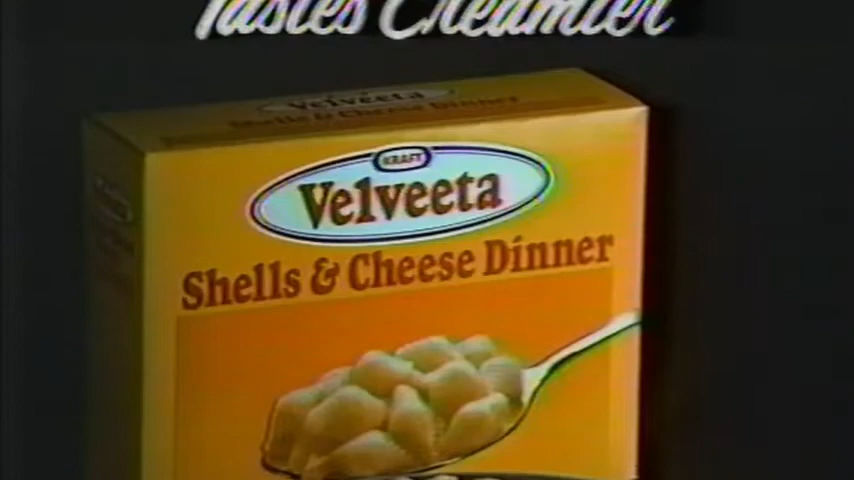 Tastes Creamier
Velveeta
Shells & Cheese Dinner
KRAFT
Velveeta
Shells & Cheese Dinner